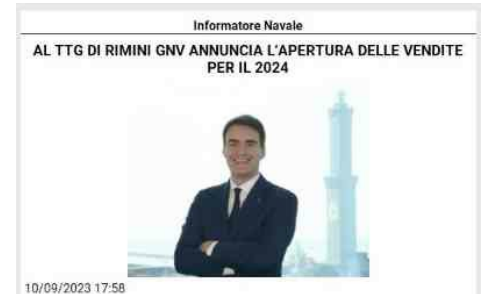 Informatore Navale
AL TTG DI RIMINI GNV ANNUNCIA L'APERTURA DELLE VENDITE
PER IL 2024
10/09/2023 17:58